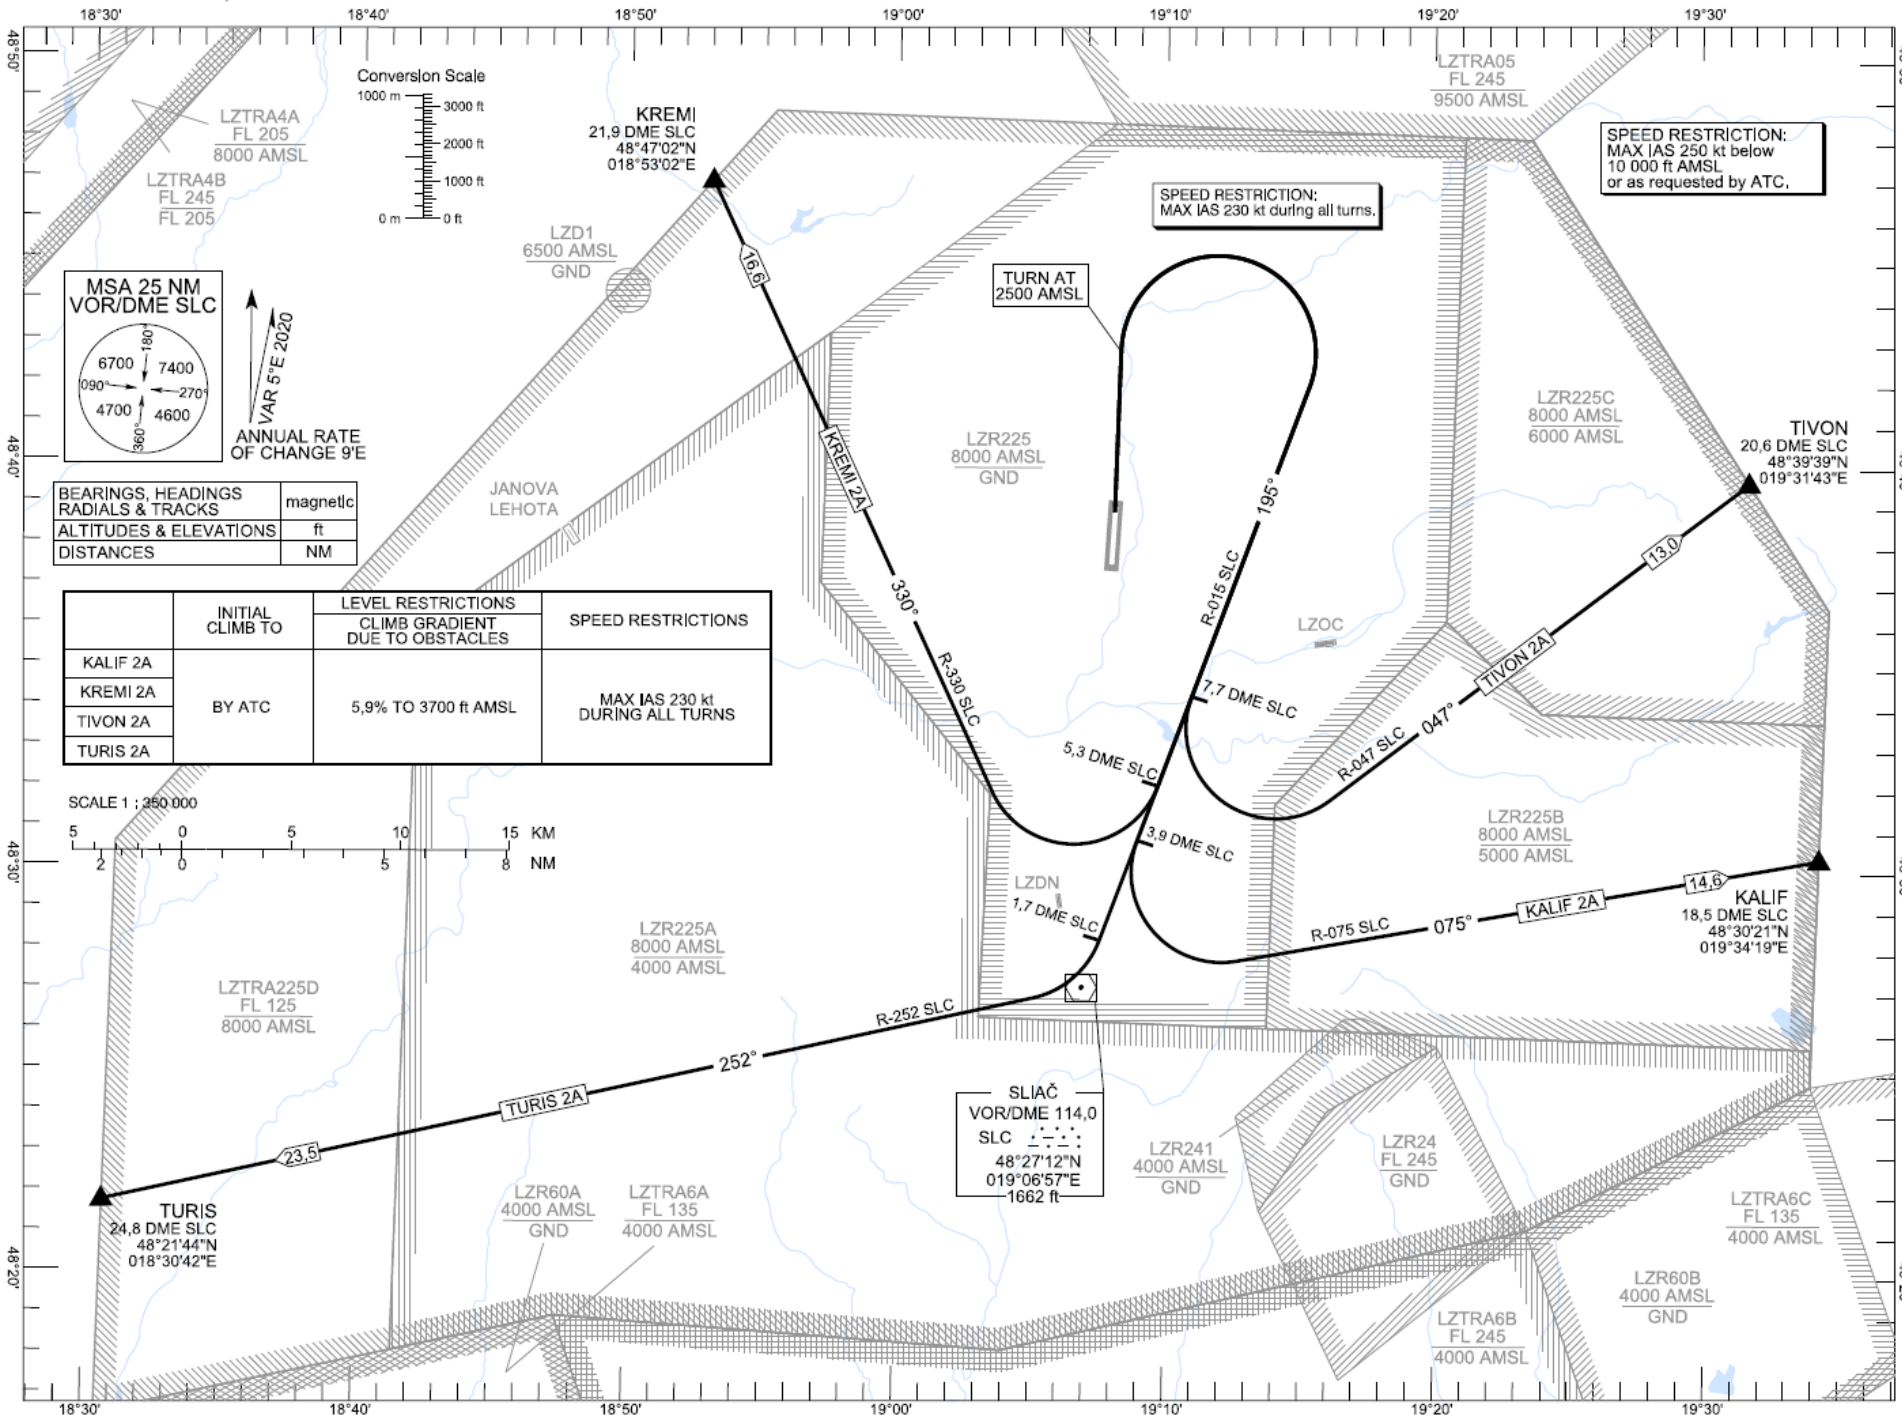 18°30' 18°40' 18°50' 19°00' 19°10' 19°20' 19°30'
48°50'
Conversion Scale
1000 m
3000 ft
2000 ft
1000 ft
0 m
0 ft
LZTRA4A
FL 205
8000 AMSL
LZTRA4B
FL 245
FL 205
KREMI
21,9 DME SLC
48°47'02"N
018°53'02"E
LZTRA05
FL 245
9500 AMSL
SPEED RESTRICTION:
MAX IAS 250 kt below
10 000 ft AMSL
or as requested by ATC.
SPEED RESTRICTION:
MAX IAS 230 kt during all turns.
LZD1
6500 AMSL
GND
16,6
TURN AT
2500 AMSL
MSA 25 NM
VOR/DME SLC
180°
6700 7400
090° 270°
4700 4600
360°
VAR 5°E 2020
ANNUAL RATE
OF CHANGE 9'E
48°40'
LZR225
8000 AMSL
GND
LZR225C
8000 AMSL
6000 AMSL
TIVON
20,6 DME SLC
48°39'39"N
019°31'43"E
KREMI 2A
195°
13,0
JANOVA
LEHOTA
BEARINGS, HEADINGS
RADIALS & TRACKS
magnetic
ALTITUDES & ELEVATIONS ft
DISTANCES NM
INITIAL
CLIMB TO
LEVEL RESTRICTIONS
CLIMB GRADIENT
DUE TO OBSTACLES
SPEED RESTRICTIONS
KALIF 2A
KREMI 2A
TIVON 2A
TURIS 2A
BY ATC
5,9% TO 3700 ft AMSL
MAX IAS 230 kt
DURING ALL TURNS
330°
R-330 SLC
R-015 SLC
LZOC
TIVON 2A
7,7 DME SLC
047°
R-047 SLC
5,3 DME SLC
SCALE 1 : 350 000
5 0 5 10 15 KM
2 0 5 8 NM
48°30'
3,9 DME SLC
LZR225B
8000 AMSL
5000 AMSL
LZDN
1,7 DME SLC
14,6
KALIF 2A
075°
R-075 SLC
KALIF
18,5 DME SLC
48°30'21"N
019°34'19"E
LZR225A
8000 AMSL
4000 AMSL
LZTRA225D
FL 125
8000 AMSL
R-252 SLC
252°
TURIS 2A
23,5
SLIAČ
VOR/DME 114,0
SLC
48°27'12"N
019°06'57"E
1662 ft
LZR241
4000 AMSL
GND
LZR24
FL 245
GND
TURIS
24,8 DME SLC
48°21'44"N
018°30'42"E
LZR60A
4000 AMSL
GND
LZTRA6A
FL 135
4000 AMSL
LZTRA6C
FL 135
4000 AMSL
48°20'
LZR60B
4000 AMSL
GND
LZTRA6B
FL 245
4000 AMSL
18°30' 18°40' 18°50' 19°00' 19°10' 19°20' 19°30'